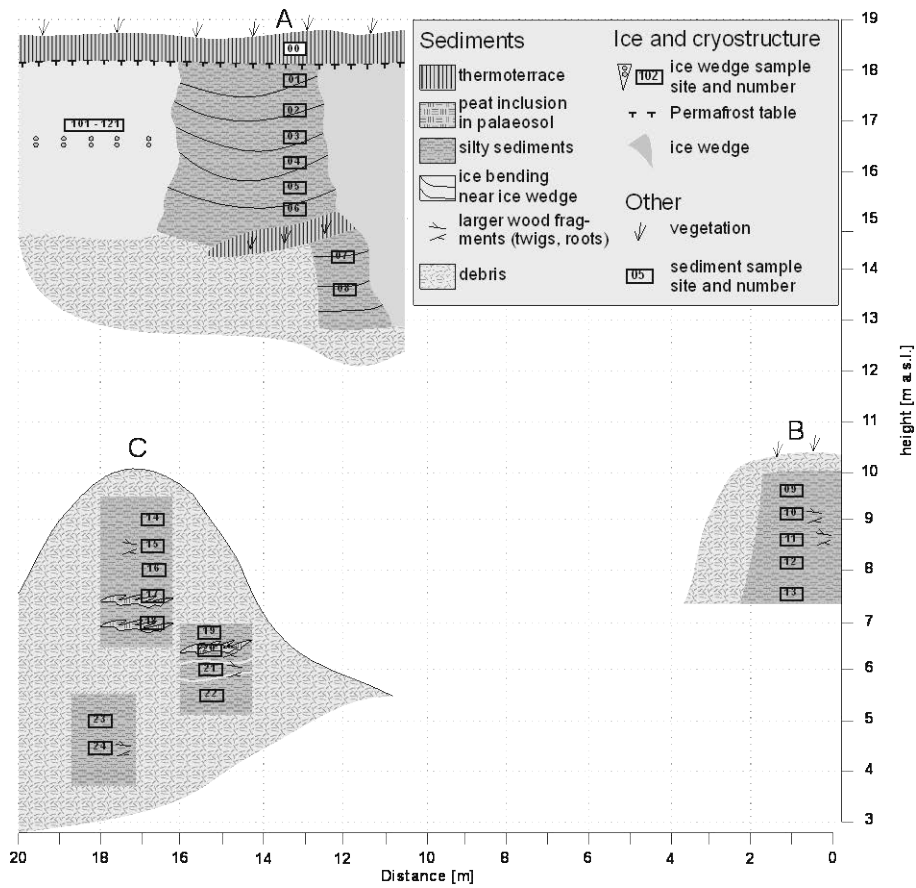 A
00
01
02
03
04
05
06
07
08
101 - 121
Sediments
thermoterrace
peat inclusion
in palaeosol
silty sediments
ice bending
near ice wedge
larger wood frag-
ments (twigs, roots)
debris
Ice and cryostructure
102
ice wedge sample
site and number
Permafrost table
ice wedge
Other
vegetation
05
sediment sample
site and number
19
18
17
16
15
14
13
12
11
10
9
8
7
6
5
4
3
height [m a.s.l.]
B
09
10
11
12
13
C
14
15
16
17
18
19
20
21
22
23
24
20
18
16
14
12
10
8
6
4
2
0
Distance [m]